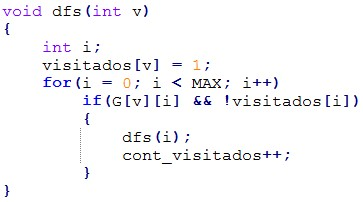 void dfs(int v)
{
    int i;
    visitados[v] = 1;
    for(i = 0; i < MAX; i++)
        if(G[v][i] && !visitados[i])
        {
            dfs(i);
            cont_visitados++;
        }
}